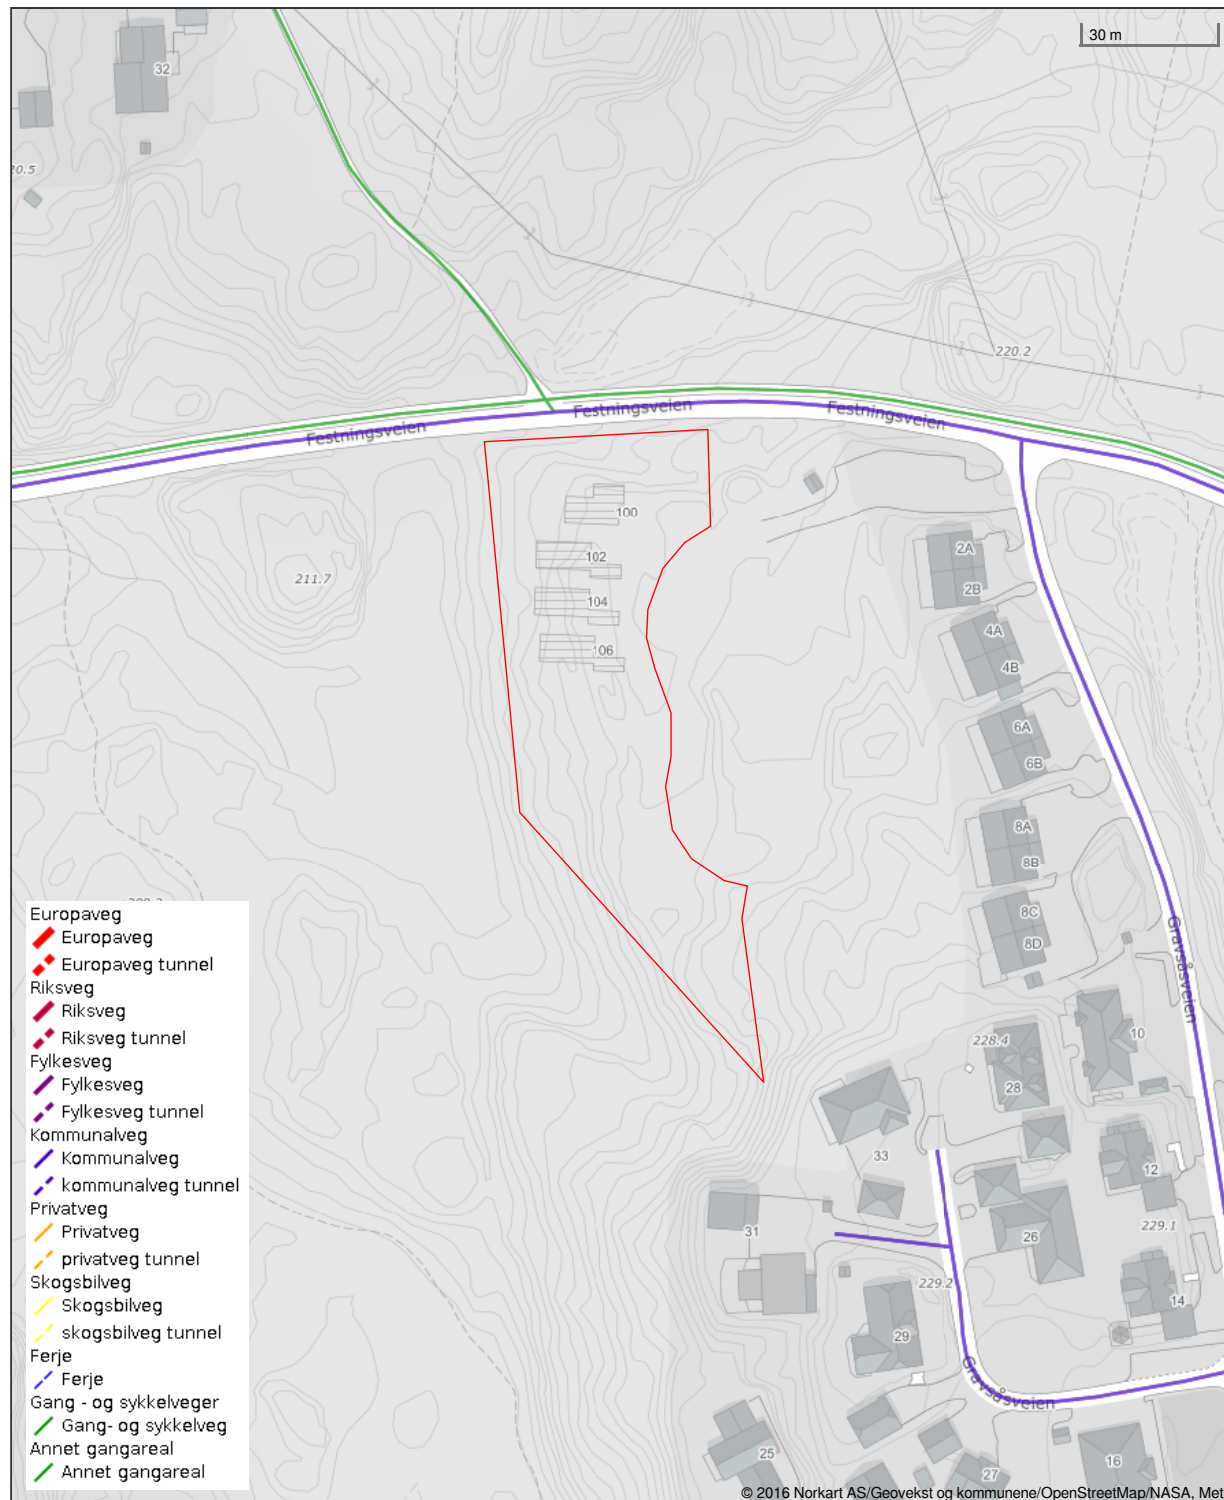 30 m
32
20.5
220.2
Festningsveien
Festningsveien
Festningsveien
100
102
104
106
211.7
2A
2B
4A
4B
6A
6B
8A
8B
8C
8D
Gravsåsveien
10
228.4
28
12
33
31
26
229.1
229.2
14
29
Gravsåsveien
25
27
16
Europaveg
Europaveg
Europaveg tunnel
Riksveg
Riksveg
Riksveg tunnel
Fylkesveg
Fylkesveg
Fylkesveg tunnel
Kommunalveg
Kommunalveg
kommunalveg tunnel
Privatveg
Privatveg
privatveg tunnel
Skogsbilveg
Skogsbilveg
skogsbilveg tunnel
Ferje
Ferje
Gang - og sykkelveger
Gang- og sykkelveg
Annet gangareal
Annet gangareal
© 2016 Norkart AS/Geovekst og kommunene/OpenStreetMap/NASA, Met